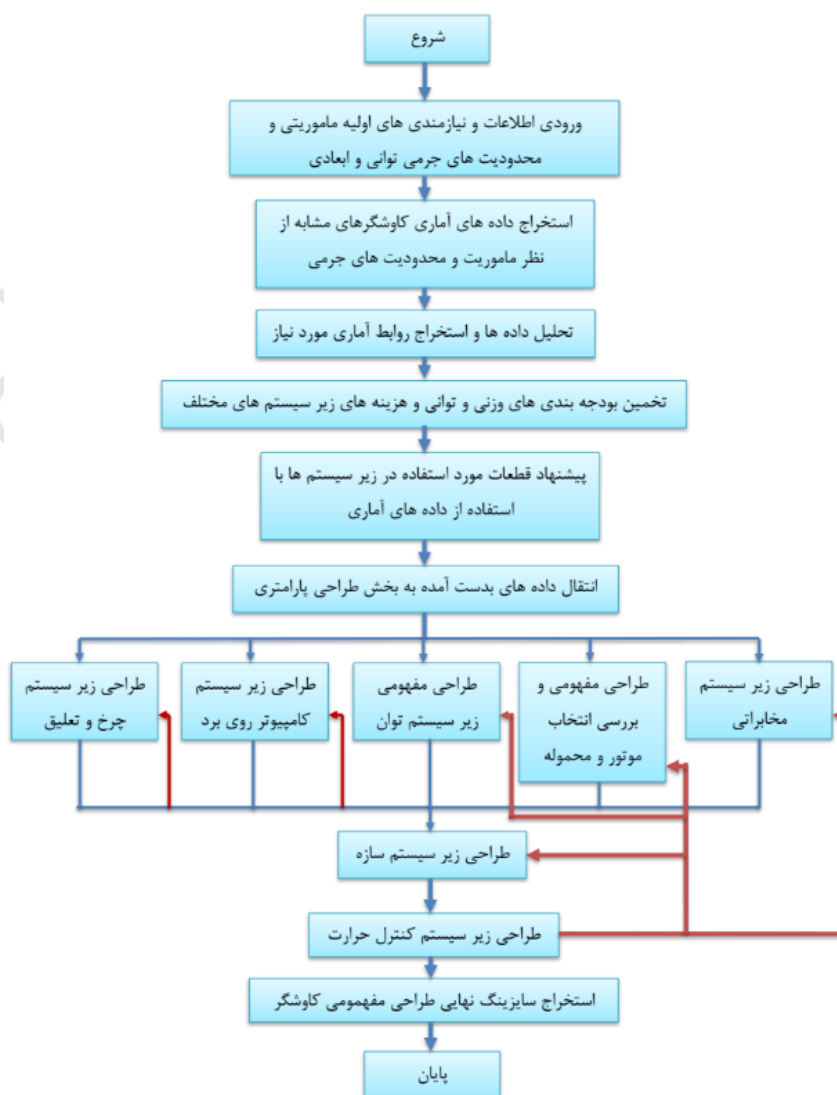 شروع
ورودی اطلاعات و نیازمندی های اولیه ماموریتی و
محدودیت های جرمی توانی و ابعادی
استخراج داده های آماری کاوشگرهای مشابه از
نظر ماموریت و محدودیت های جرمی
تحلیل داده ها و استخراج روابط آماری مورد نیاز
تخمین بودجه بندی های وزنی و توانی و هزینه های زیر سیستم های مختلف
پیشنهاد قطعات مورد استفاده در زیر سیستم ها با
استفاده از داده های آماری
انتقال داده های بدست آمده به بخش طراحی پارامتری
طراحی زیر سیستم
مخابراتی
طراحی مفهومی و
بررسی انتخاب
موتور و محموله
طراحی مفهومی
زیر سیستم توان
طراحی زیر سیستم
کامپیوتر روی برد
طراحی زیر سیستم
چرخ و تعلیق
طراحی زیر سیستم سازه
طراحی زیر سیستم کنترل حرارت
استخراج سایزینگ نهایی طراحی مفهمومی کاوشگر
پایان